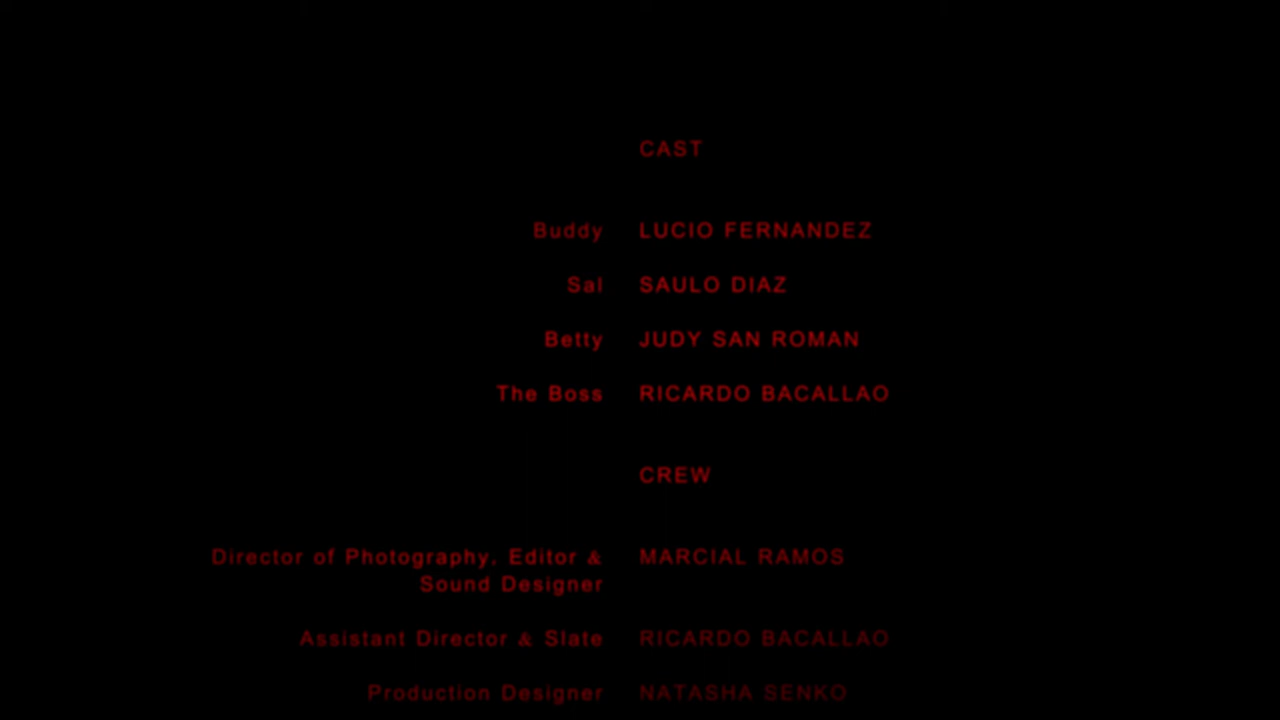 CAST
Buddy LUCIO FERNANDEZ
Sal SAULO DIAZ
Betty JUDY SAN ROMAN
The Boss RICARDO BACALLAO
CREW
Director of Photography, Editor & MARCIAL RAMOS
Sound Designer
Assistant Director & Slate RICARDO BACALLAO
Production Designer NATASHA SENKO